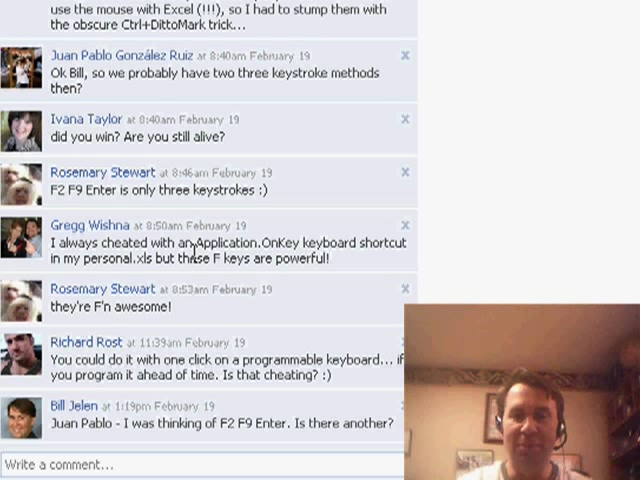 use the mouse with Excel (!!!), so I had to stump them with
the obscure Ctrl+DittoMark trick...
Juan Pablo González Ruiz at 8:40am February 19
Ok Bill, so we probably have two three keystroke methods
then?
Ivana Taylor at 8:40am February 19
did you win? Are you still alive?
Rosemary Stewart at 8:46am February 19
F2 F9 Enter is only three keystrokes :)
Gregg Wishna at 8:50am February 19
I always cheated with an Application.OnKey keyboard shortcut
in my personal.xls but these F keys are powerful!
Rosemary Stewart at 8:53am February 19
they're F'n awesome!
Richard Rost at 11:39am February 19
You could do it with one click on a programmable keyboard... if
you program it ahead of time. Is that cheating? :)
Bill Jelen at 1:19pm February 19
Juan Pablo - I was thinking of F2 F9 Enter. Is there another?
Write a comment...